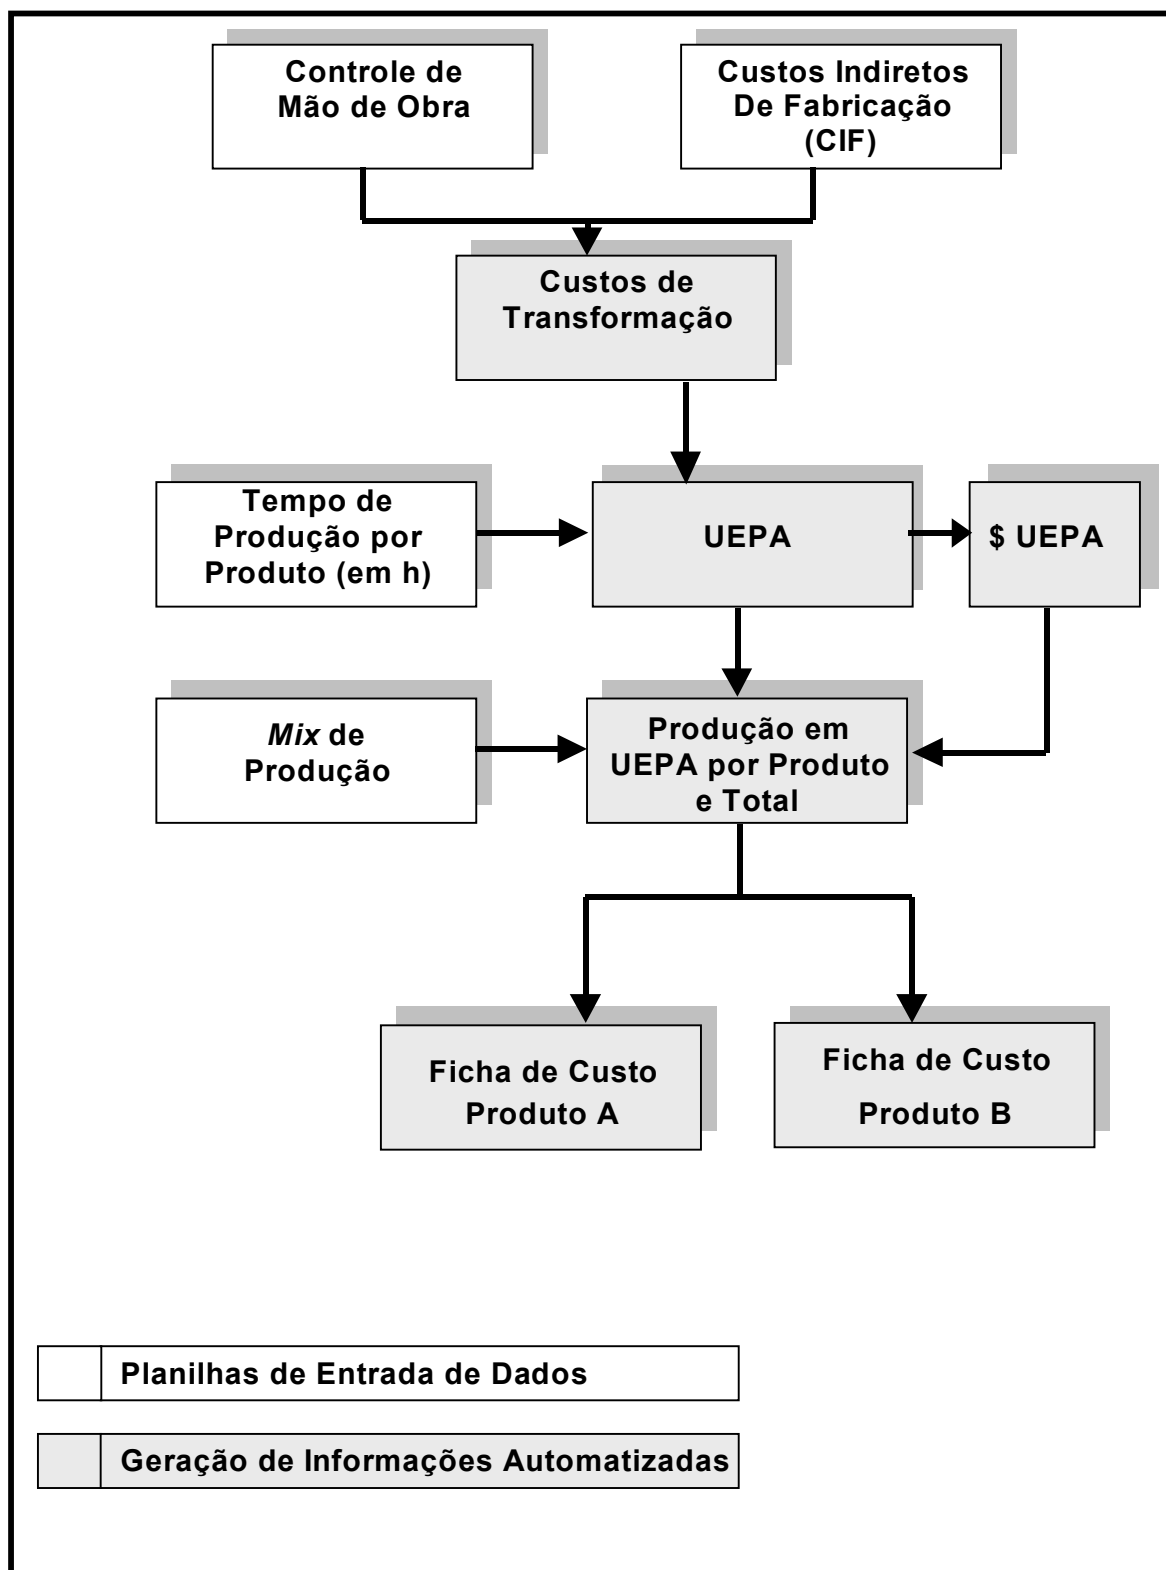 Controle de
Mão de Obra
Custos Indiretos
De Fabricação
(CIF)
Custos de
Transformação
Tempo de
Produção por
Produto (em h)
UEPA
$ UEPA
Mix de
Produção
Produção em
UEPA por Produto
e Total
Ficha de Custo
Produto A
Ficha de Custo
Produto B
Planilhas de Entrada de Dados
Geração de Informações Automatizadas